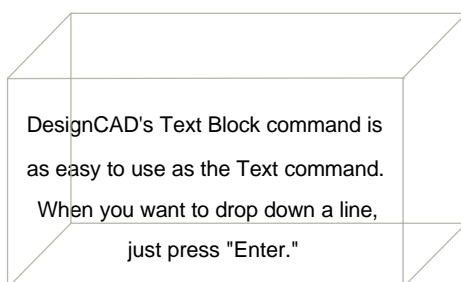 DesignCAD's Text Block command is
as easy to use as the Text command.
When you want to drop down a line,
just press "Enter."